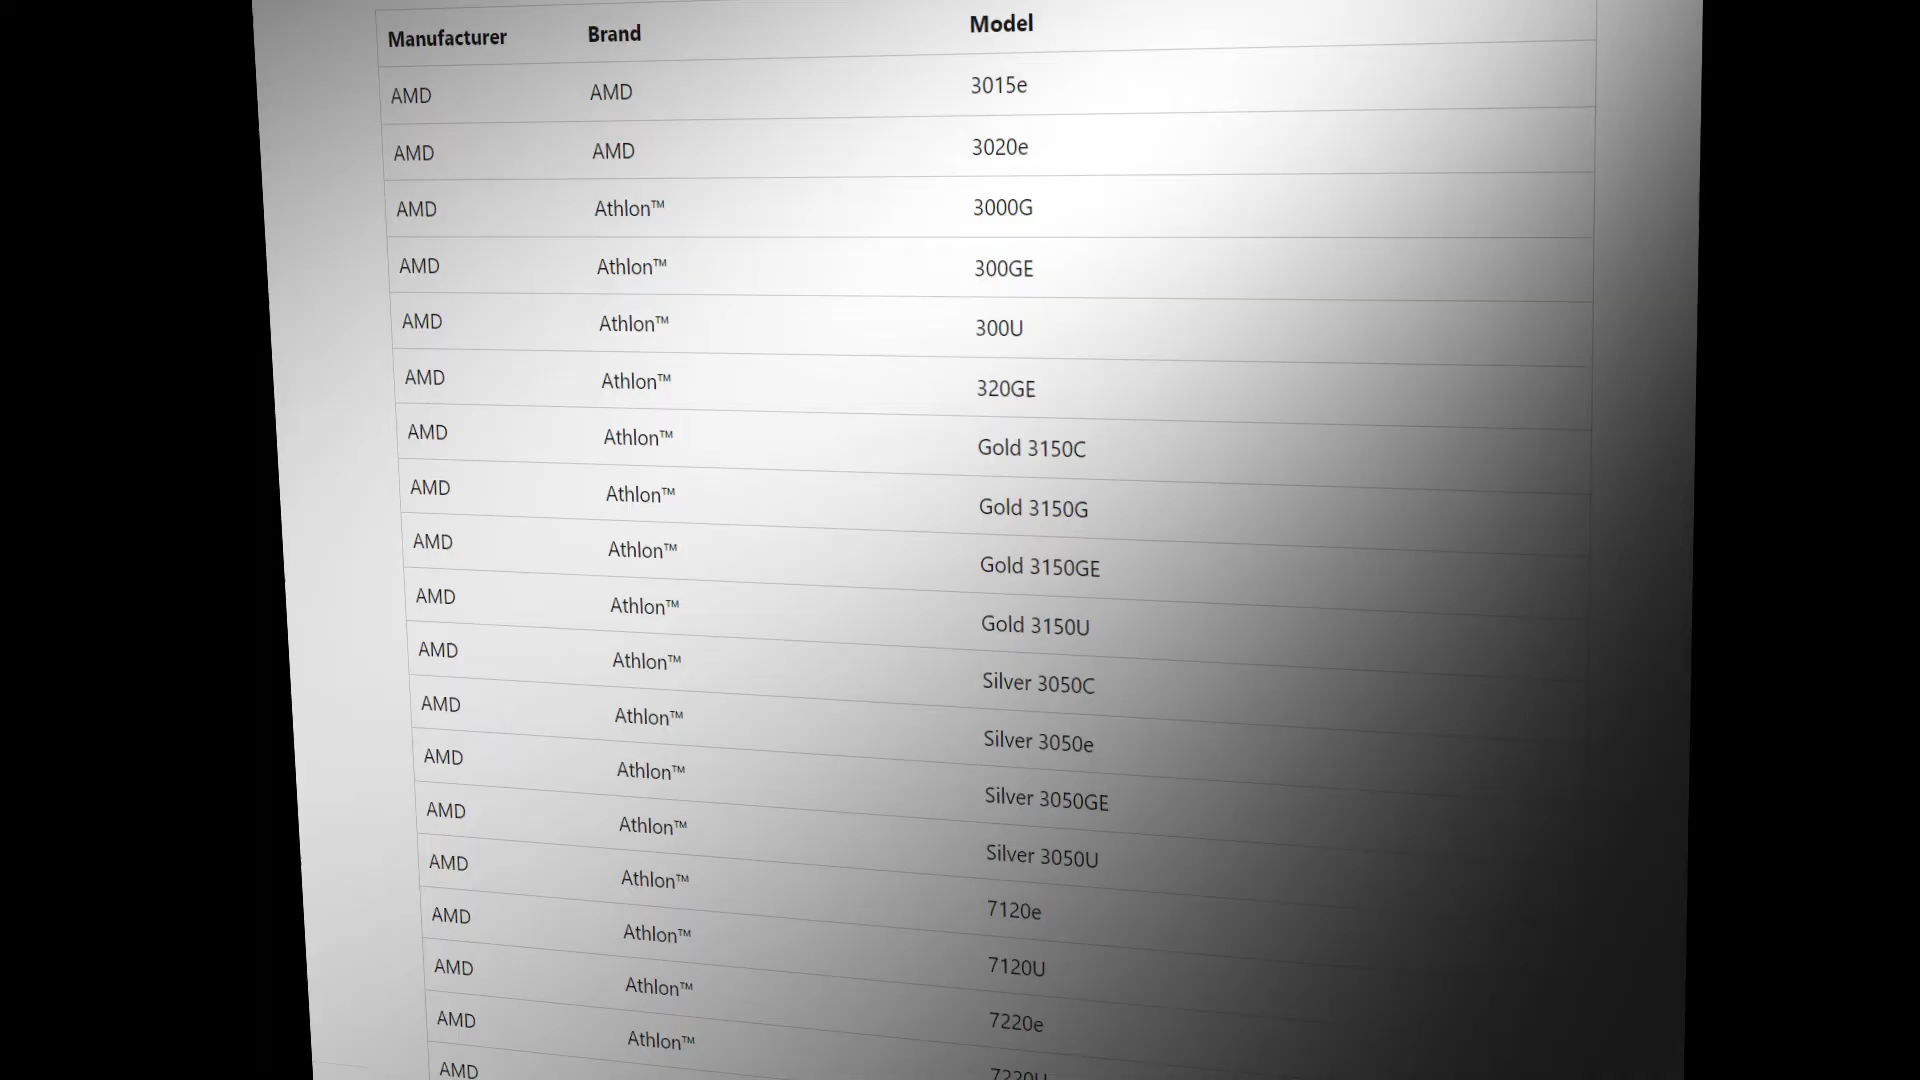 Manufacturer Brand Model
AMD AMD 3015e
AMD AMD 3020e
AMD Athlon™ 3000G
AMD Athlon™ 300GE
AMD Athlon™ 300U
AMD Athlon™ 320GE
AMD Athlon™ Gold 3150C
AMD Athlon™ Gold 3150G
AMD Athlon™ Gold 3150GE
AMD Athlon™ Gold 3150U
AMD Athlon™ Silver 3050C
AMD Athlon™ Silver 3050e
AMD Athlon™ Silver 3050GE
AMD Athlon™ Silver 3050U
AMD Athlon™ 7120e
AMD Athlon™ 7120U
AMD Athlon™ 7220e
AMD Athlon™ 7220U
AMD